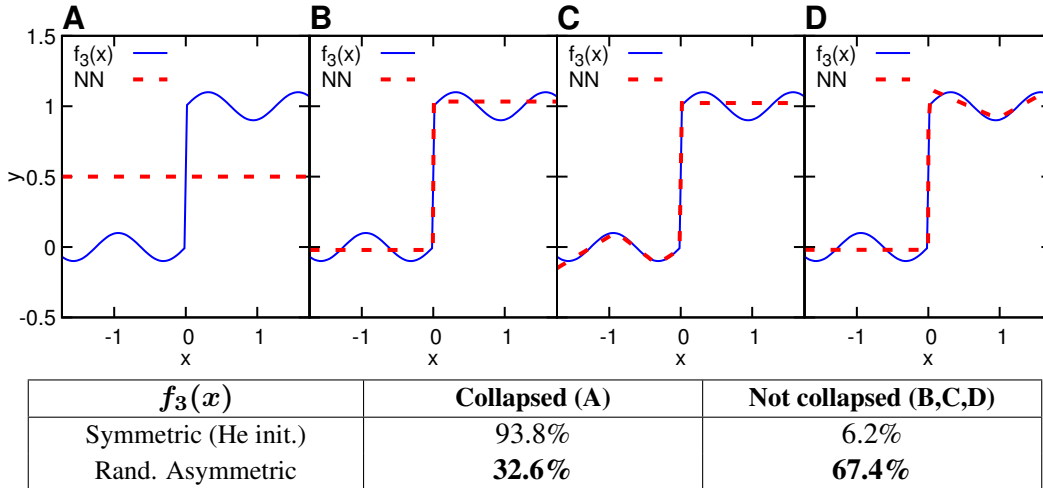 A B C D
1.5
f3(x) f3(x) f3(x) f3(x)
NN NN NN NN
1
y 0.5
0
-0.5
-1 0 1 -1 0 1 -1 0 1 -1 0 1
x x x x
f3(x) Collapsed (A) Not collapsed (B,C,D)
Symmetric (He init.) 93.8% 6.2%
Rand. Asymmetric 32.6% 67.4%